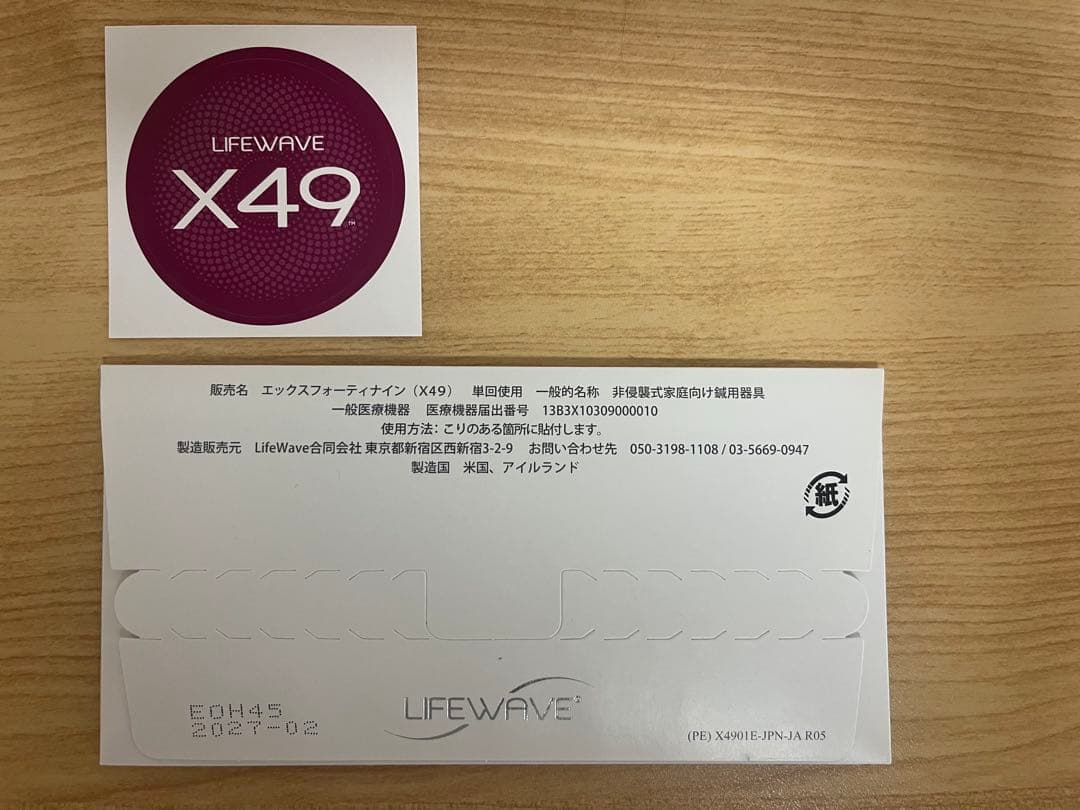 LIFEWAVE
X49™
販売名 エックスフォーティナイン（X49） 単回使用 一般的名称 非侵襲式家庭向け鍼用器具
一般医療機器 医療機器届出番号 13B3X10309000010
使用方法：こりのある箇所に貼付します。
製造販売元 LifeWave合同会社 東京都新宿区西新宿3-2-9 お問い合わせ先 050-3198-1108 / 03-5669-0947
製造国 米国、アイルランド
紙
LIFEWAVE®
EOH45
2027-02
(PE) X4901E-JPN-JA R05